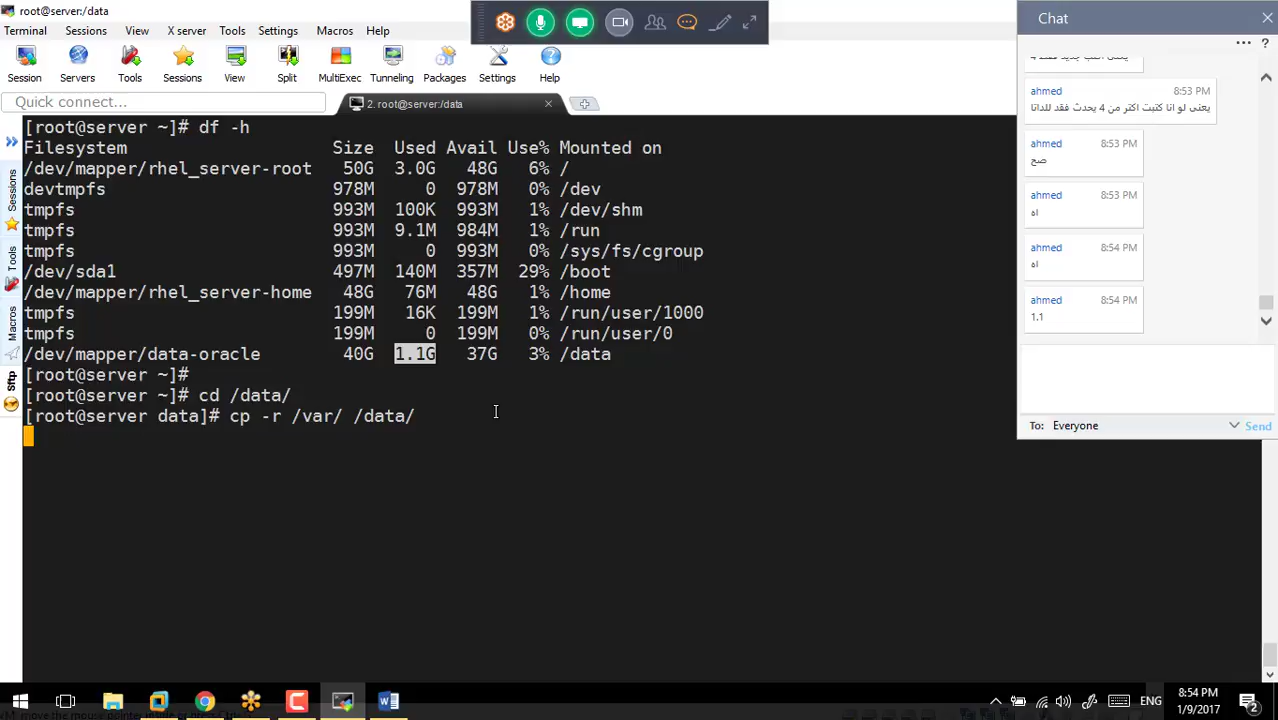 root@server:/data
Terminal Sessions View X server Tools Settings Macros Help
Session Servers Tools Sessions View Split MultiExec Tunneling Packages Settings Help
Quick connect...
2. root@server:/data
Sessions
Tools
Macros
Sftp
[root@server ~]# df -h
Filesystem Size Used Avail Use% Mounted on
/dev/mapper/rhel_server-root 50G 3.0G 48G 6% /
devtmpfs 978M 0 978M 0% /dev
tmpfs 993M 100K 993M 1% /dev/shm
tmpfs 993M 9.1M 984M 1% /run
tmpfs 993M 0 993M 0% /sys/fs/cgroup
/dev/sda1 497M 140M 357M 29% /boot
/dev/mapper/rhel_server-home 48G 76M 48G 1% /home
tmpfs 199M 16K 199M 1% /run/user/1000
tmpfs 199M 0 199M 0% /run/user/0
/dev/mapper/data-oracle 40G 1.1G 37G 3% /data
[root@server ~]#
[root@server ~]# cd /data/
[root@server data]# cp -r /var/ /data/
Chat
ahmed 8:53 PM
يعنى لو انا كتبت اكتر من 4 يحدث فقد للداتا
ahmed 8:53 PM
صح
ahmed 8:53 PM
اه
ahmed 8:54 PM
اه
ahmed 8:54 PM
1.1
To: Everyone Send
ENG
8:54 PM
1/9/2017
2